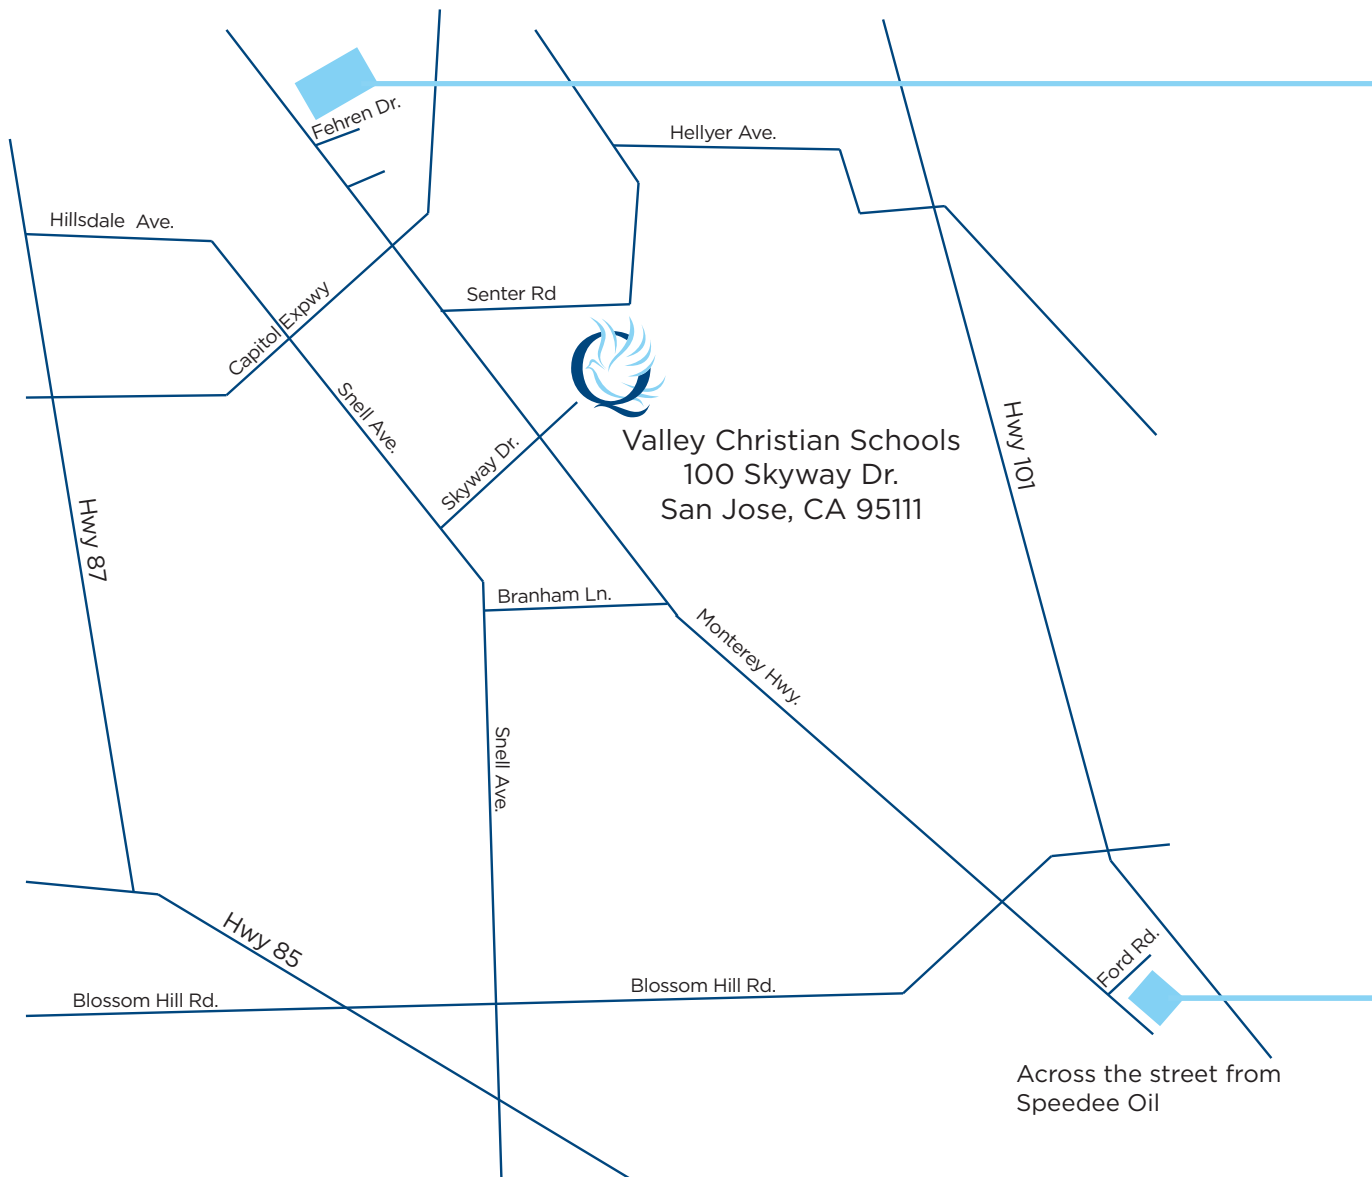 Fehren Dr.
Hellyer Ave.
Hillsdale Ave.
Senter Rd
Capitol Expwy
Snell Ave.
Skyway Dr.
Valley Christian Schools
100 Skyway Dr.
San Jose, CA 95111
Hwy 101
Hwy 87
Branham Ln.
Monterey Hwy.
Snell Ave.
Hwy 85
Ford Rd.
Blossom Hill Rd.
Blossom Hill Rd.
Across the street from
Speedee Oil